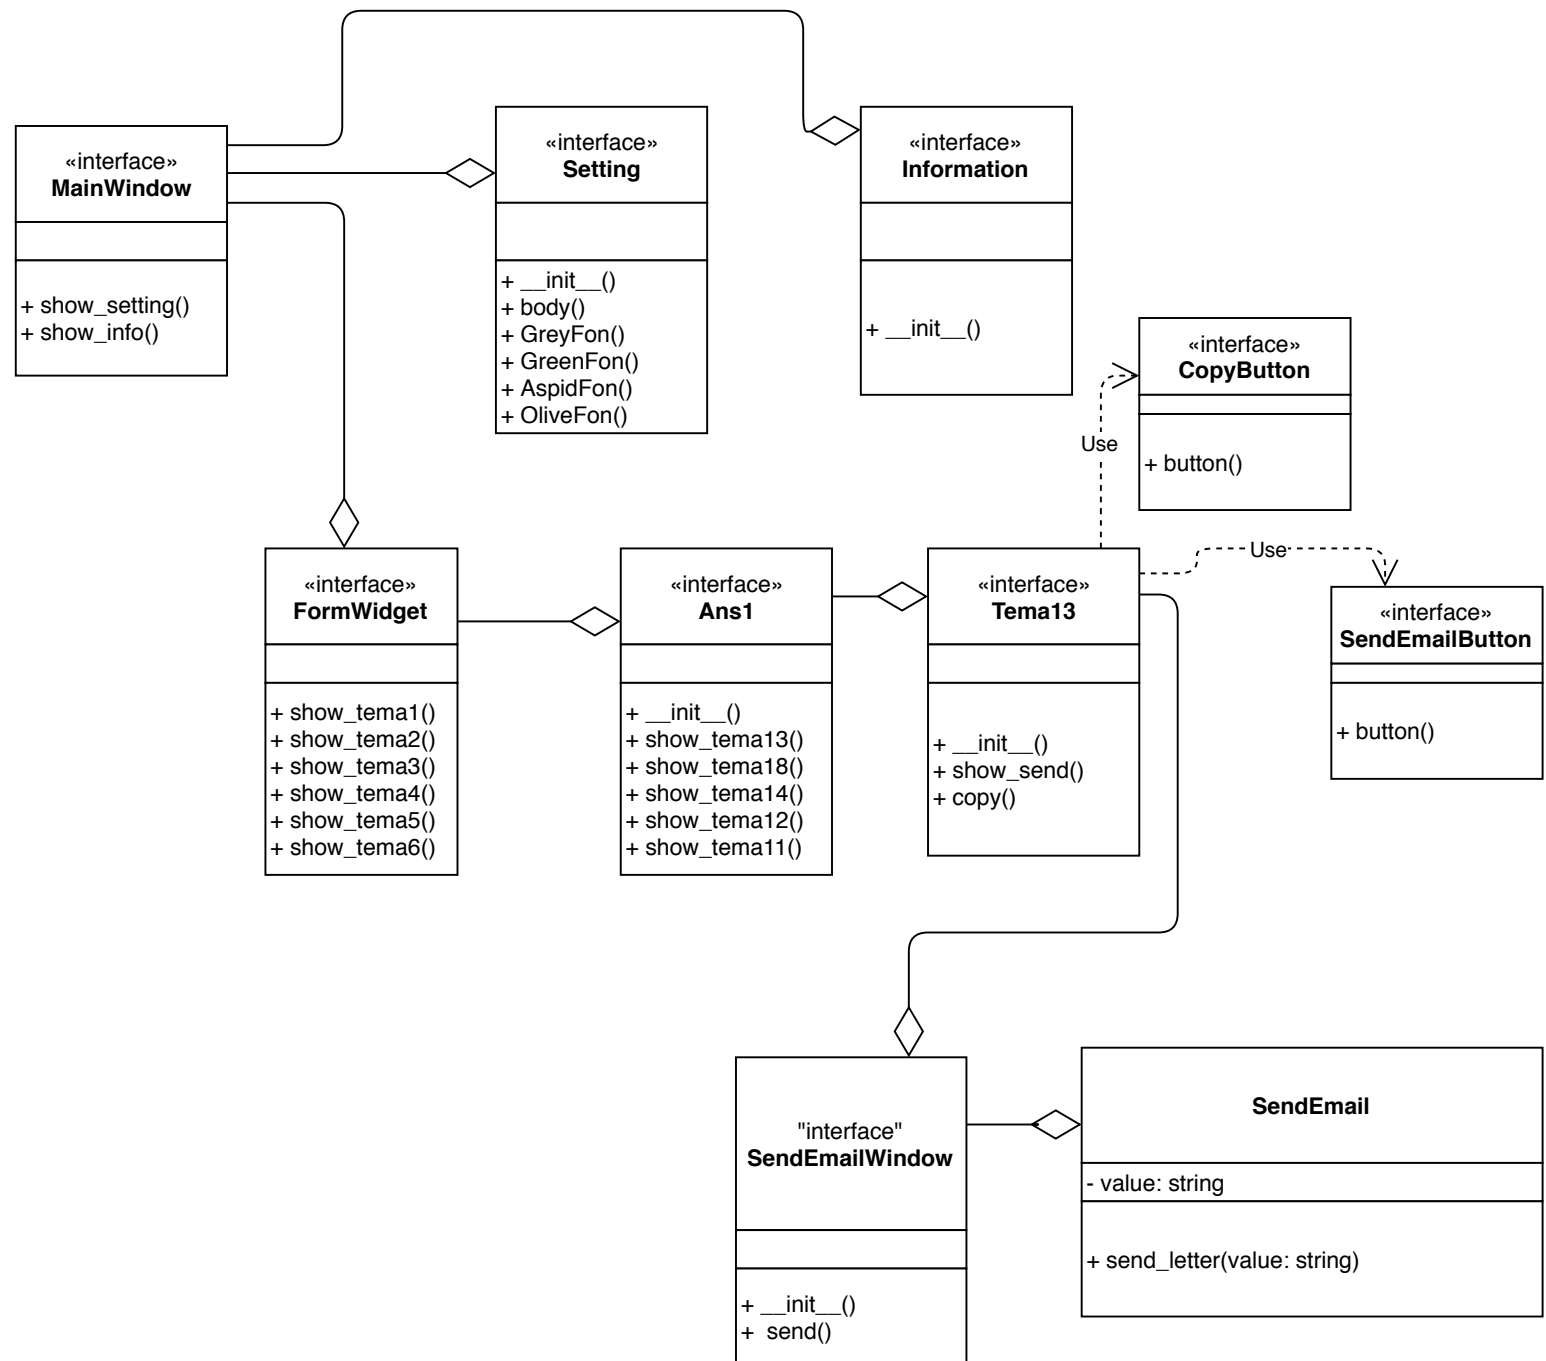 «interface»
MainWindow
+ show_setting()
+ show_info()
«interface»
Setting
+ __init__()
+ body()
+ GreyFon()
+ GreenFon()
+ AspidFon()
+ OliveFon()
«interface»
Information
+ __init__()
«interface»
CopyButton
+ button()
Use
Use
«interface»
FormWidget
+ show_tema1()
+ show_tema2()
+ show_tema3()
+ show_tema4()
+ show_tema5()
+ show_tema6()
«interface»
Ans1
+ __init__()
+ show_tema13()
+ show_tema18()
+ show_tema14()
+ show_tema12()
+ show_tema11()
«interface»
Tema13
+ __init__()
+ show_send()
+ copy()
«interface»
SendEmailButton
+ button()
"interface"
SendEmailWindow
+ __init__()
+  send()
SendEmail
- value: string
+ send_letter(value: string)